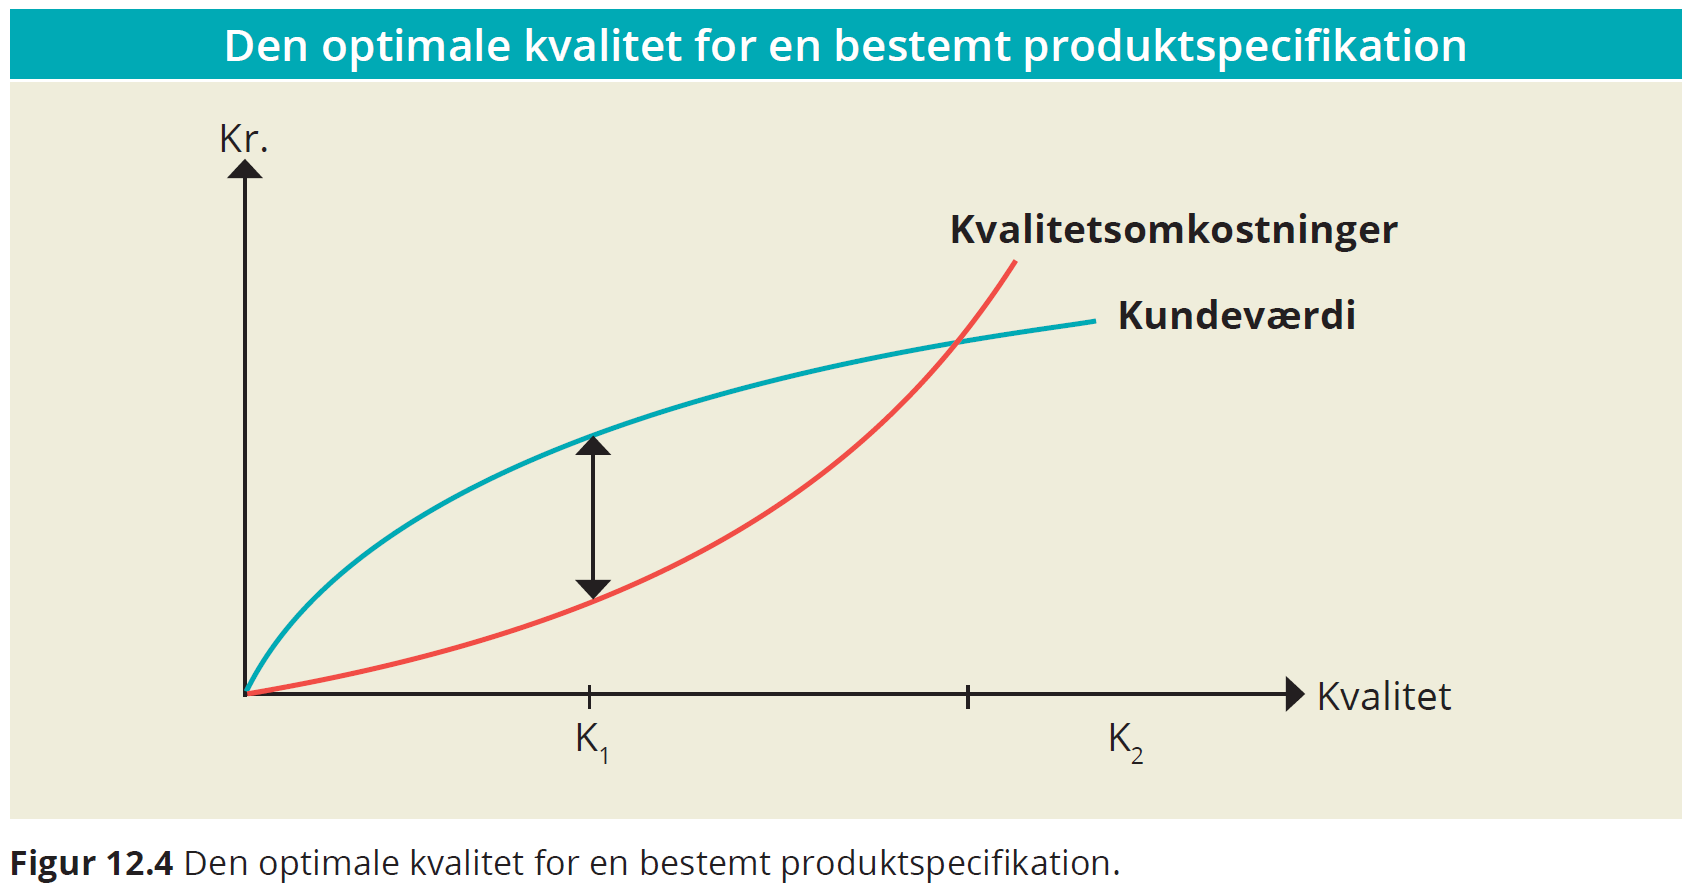 Den optimale kvalitet for en bestemt produktspecifikation
Kr.
Kvalitetsomkostninger
Kundeværdi
Kvalitet
K₁
K₂
Figur 12.4 Den optimale kvalitet for en bestemt produktspecifikation.